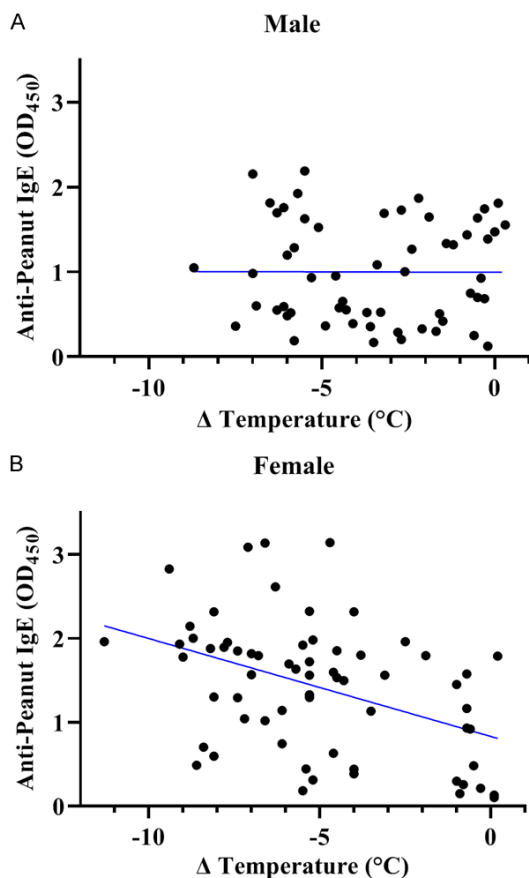 A
Male
Anti-Peanut IgE (OD450)
3
2
1
0
-10
-5
0
Δ Temperature (°C)
B
Female
Anti-Peanut IgE (OD450)
3
2
1
0
-10
-5
0
Δ Temperature (°C)